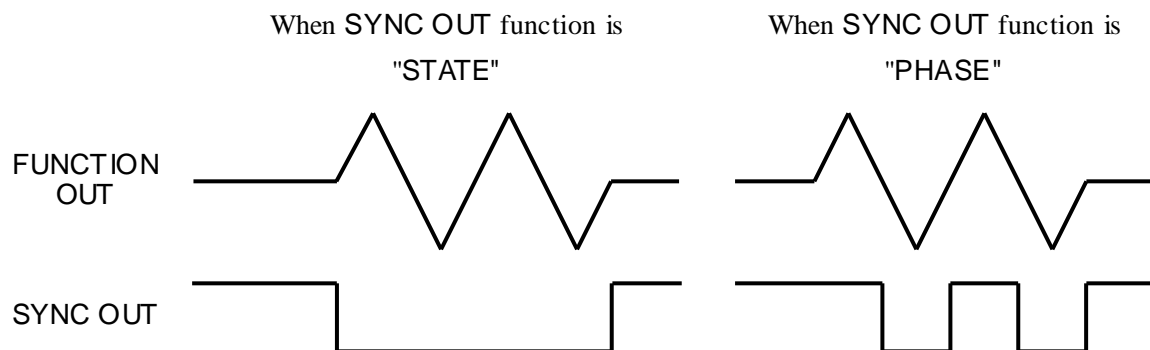 When SYNC OUT function is
"STATE"
When SYNC OUT function is
"PHASE"
FUNCTION
OUT
SYNC OUT